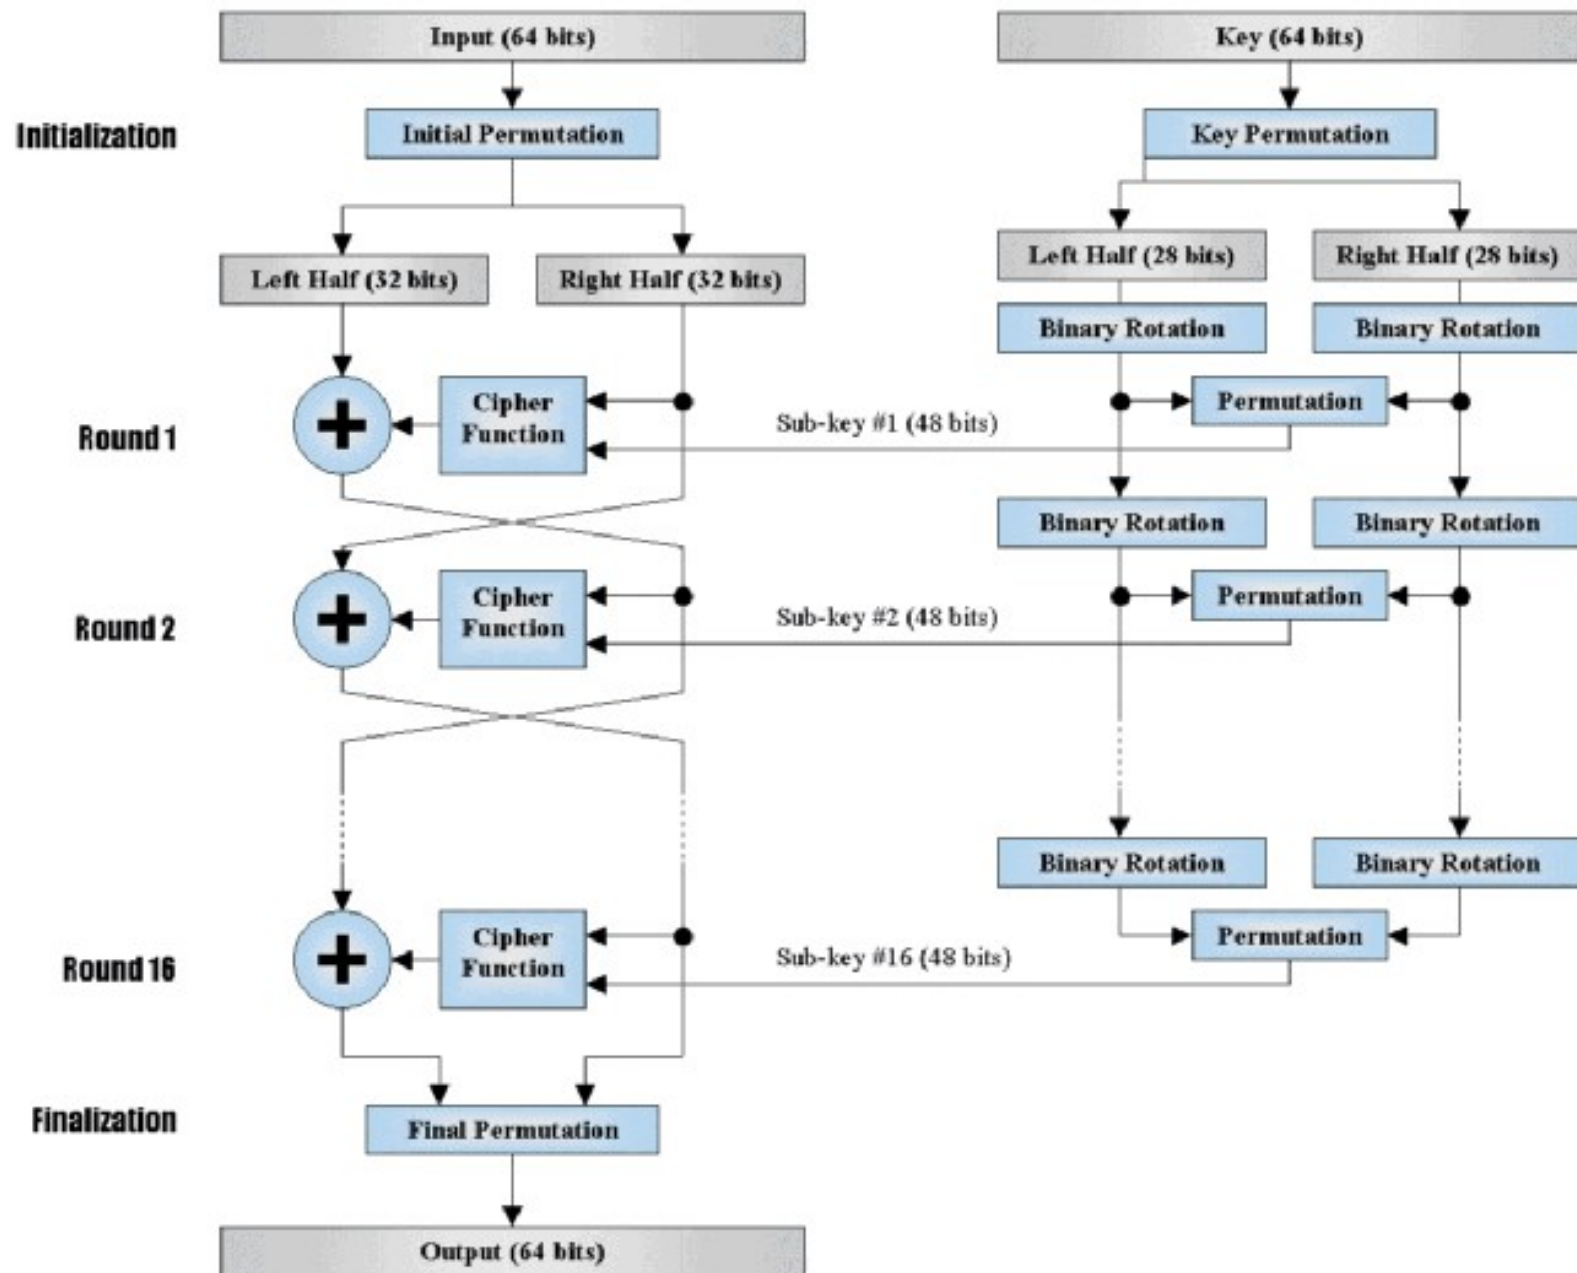 Input (64 bits)
Key (64 bits)
Initialization
Initial Permutation
Key Permutation
Left Half (32 bits)
Right Half (32 bits)
Left Half (28 bits)
Right Half (28 bits)
Binary Rotation
Binary Rotation
Round 1
Cipher
Function
Sub-key #1 (48 bits)
Permutation
Binary Rotation
Binary Rotation
Round 2
Cipher
Function
Sub-key #2 (48 bits)
Permutation
Binary Rotation
Binary Rotation
Round 16
Cipher
Function
Sub-key #16 (48 bits)
Permutation
Finalization
Final Permutation
Output (64 bits)